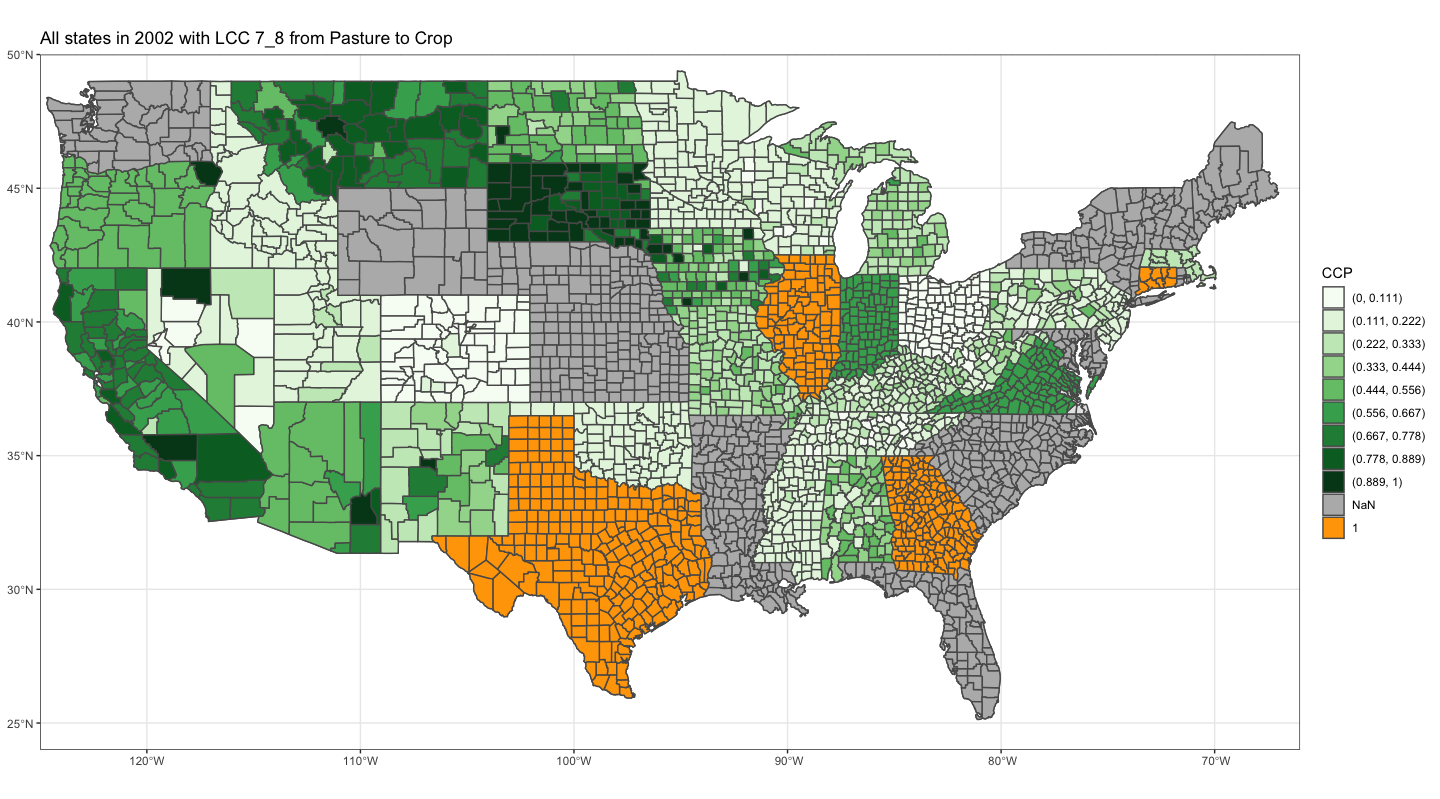 All states in 2002 with LCC 7_8 from Pasture to Crop
50°N
45°N
40°N
35°N
30°N
25°N
120°W
110°W
100°W
90°W
80°W
70°W
CCP
(0, 0.111)
(0.111, 0.222)
(0.222, 0.333)
(0.333, 0.444)
(0.444, 0.556)
(0.556, 0.667)
(0.667, 0.778)
(0.778, 0.889)
(0.889, 1)
NaN
1